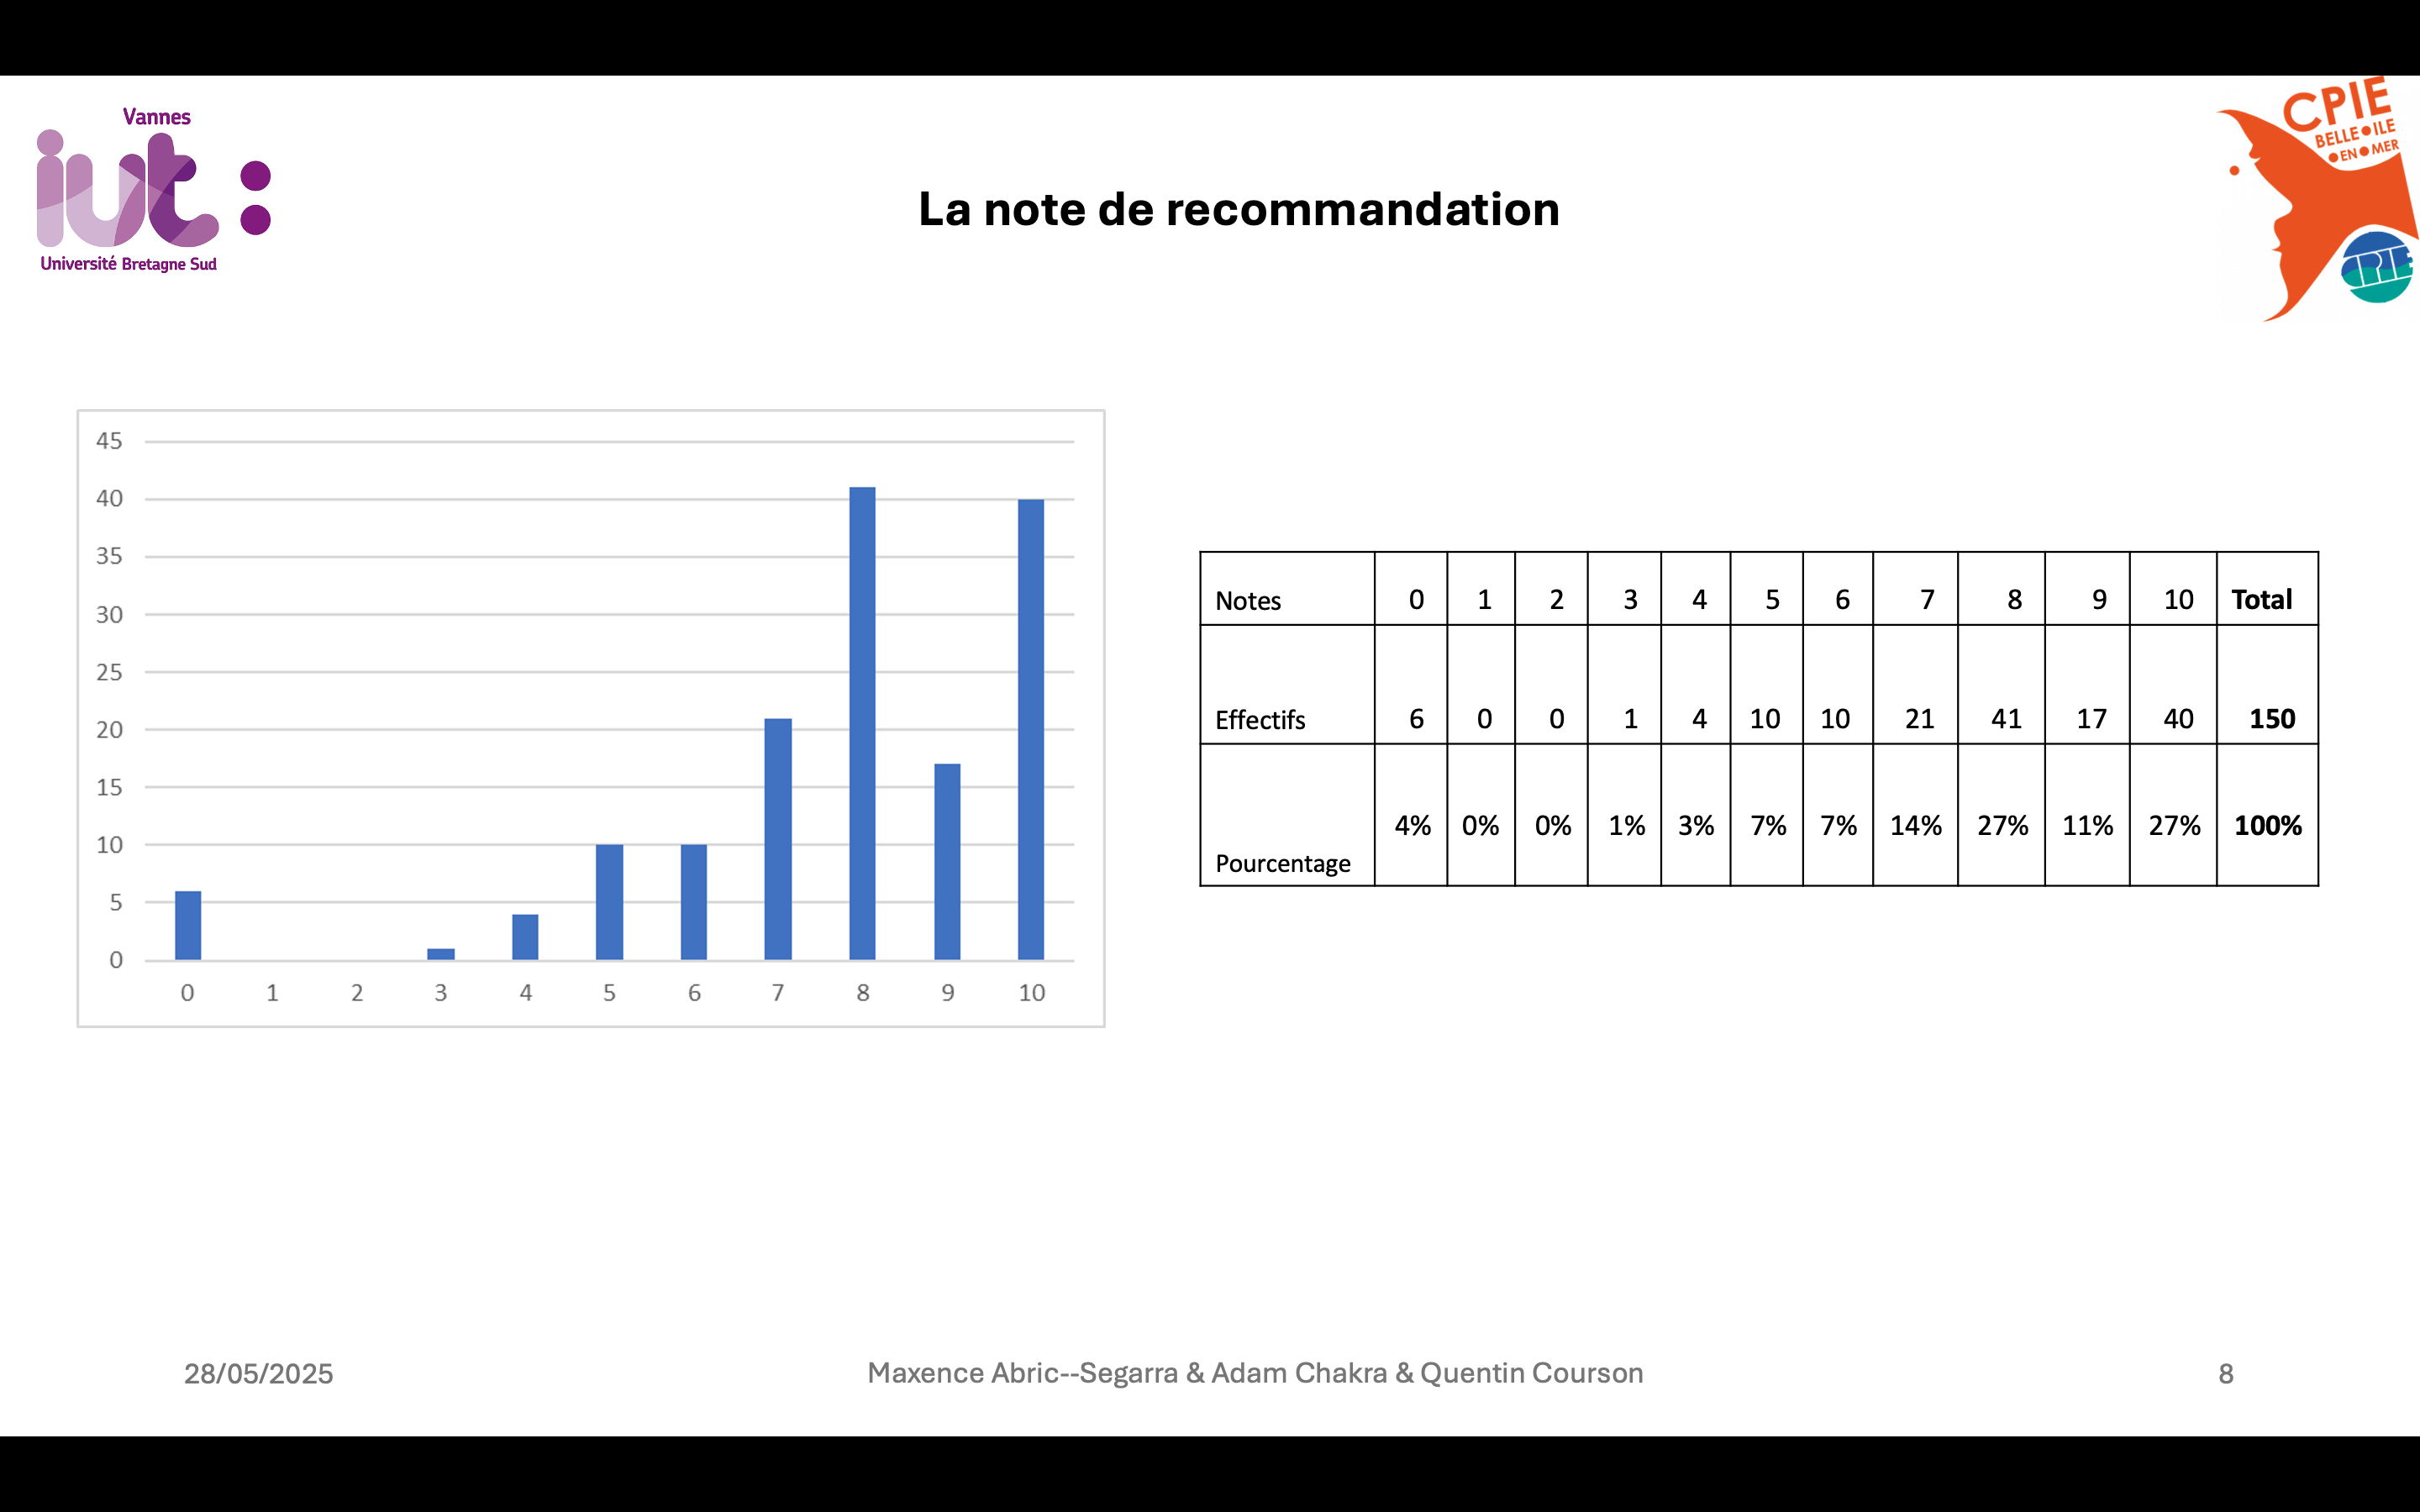 Vannes
iut:
Université Bretagne Sud
CPIE
BELLE•ILE
•EN•MER
CPIE
La note de recommandation
45
40
35
30
25
20
15
10
5
0
0 1 2 3 4 5 6 7 8 9 10
Notes 0 1 2 3 4 5 6 7 8 9 10 Total
Effectifs 6 0 0 1 4 10 10 21 41 17 40 150
Pourcentage 4% 0% 0% 1% 3% 7% 7% 14% 27% 11% 27% 100%
28/05/2025
Maxence Abric--Segarra & Adam Chakra & Quentin Courson
8